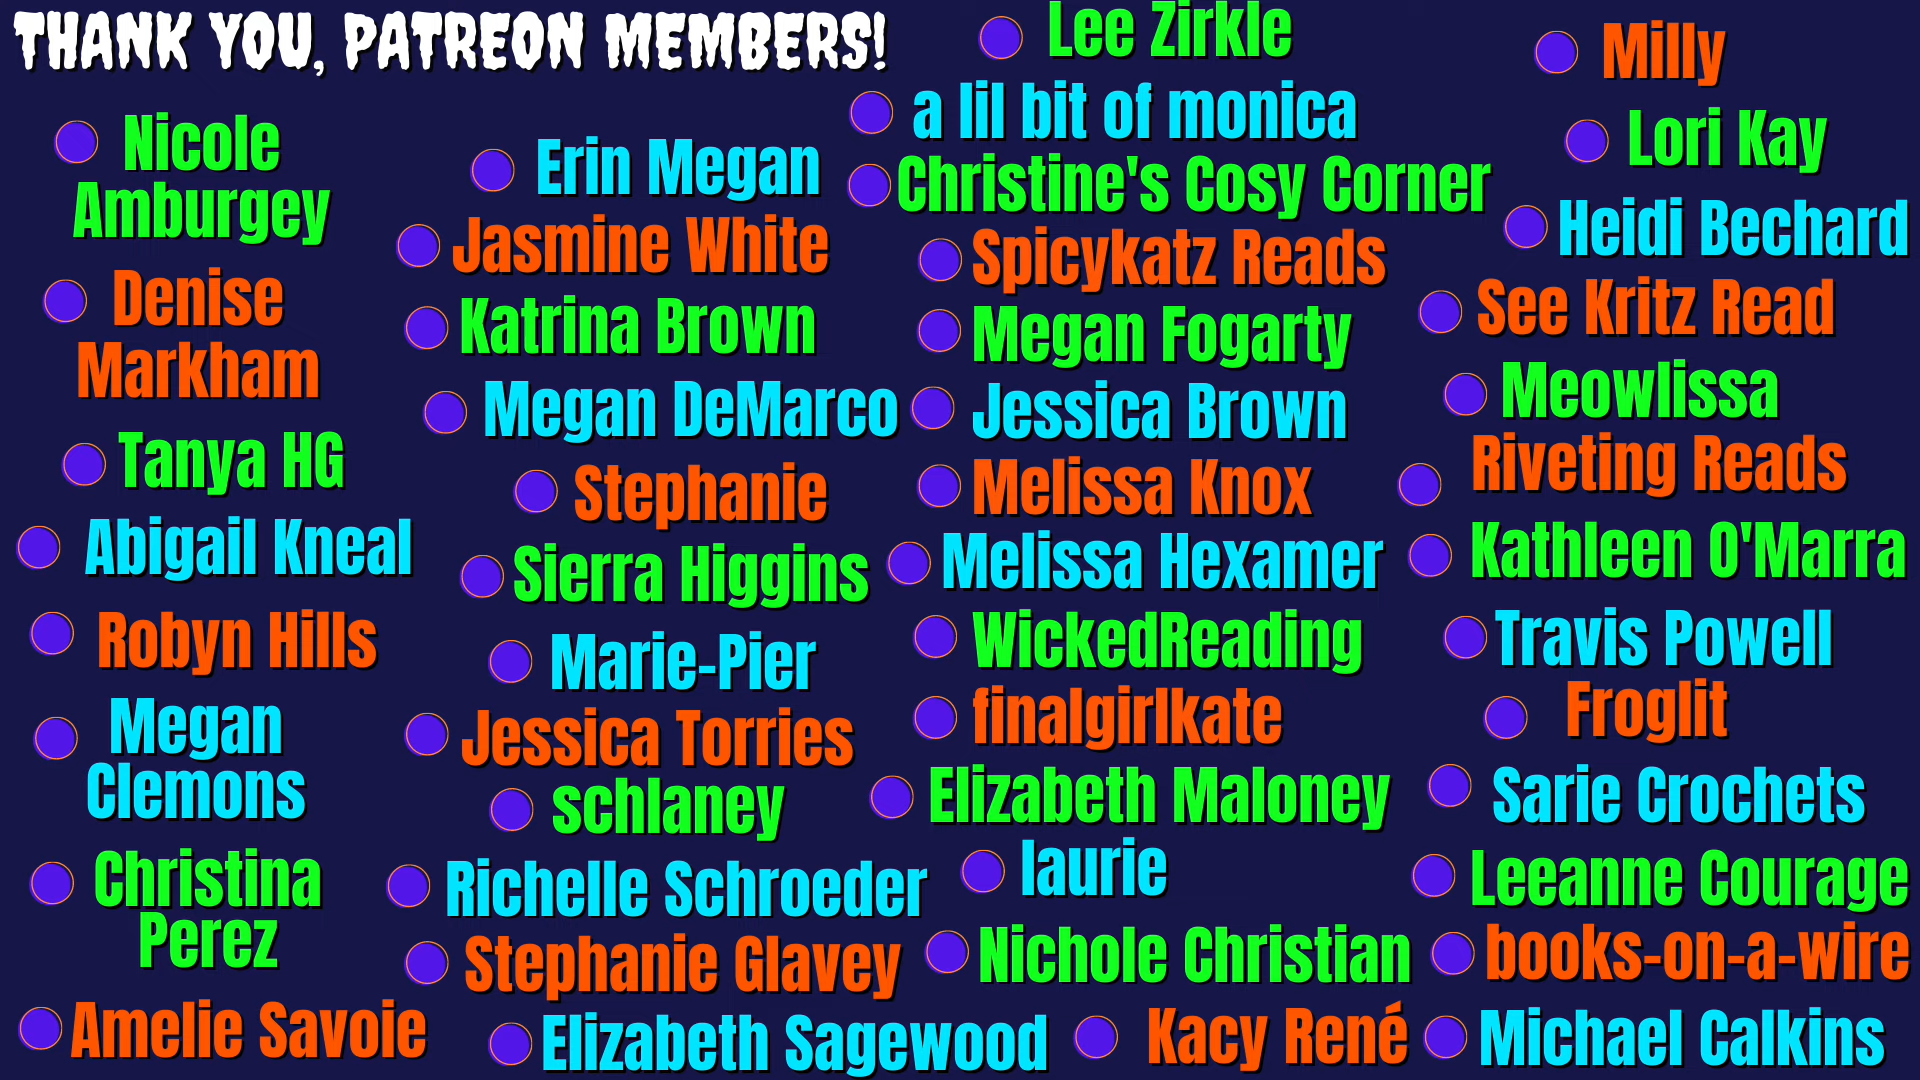 THANK YOU, PATREON MEMBERS!
Nicole
Amburgey
Denise
Markham
Tanya HG
Abigail Kneal
Robyn Hills
Megan
Clemons
Christina
Perez
Amelie Savoie
Erin Megan
Jasmine White
Katrina Brown
Megan DeMarco
Stephanie
Sierra Higgins
Marie-Pier
Jessica Torries
schlaney
Richelle Schroeder
Stephanie Glavey
Elizabeth Sagewood
Lee Zirkle
a lil bit of monica
Christine's Cosy Corner
Spicykatz Reads
Megan Fogarty
Jessica Brown
Melissa Knox
Melissa Hexamer
WickedReading
finalgirlkate
Elizabeth Maloney
laurie
Nichole Christian
Kacy René
Milly
Lori Kay
Heidi Bechard
See Kritz Read
Meowlissa
Riveting Reads
Kathleen O'Marra
Travis Powell
Froglit
Sarie Crochets
Leeanne Courage
books-on-a-wire
Michael Calkins